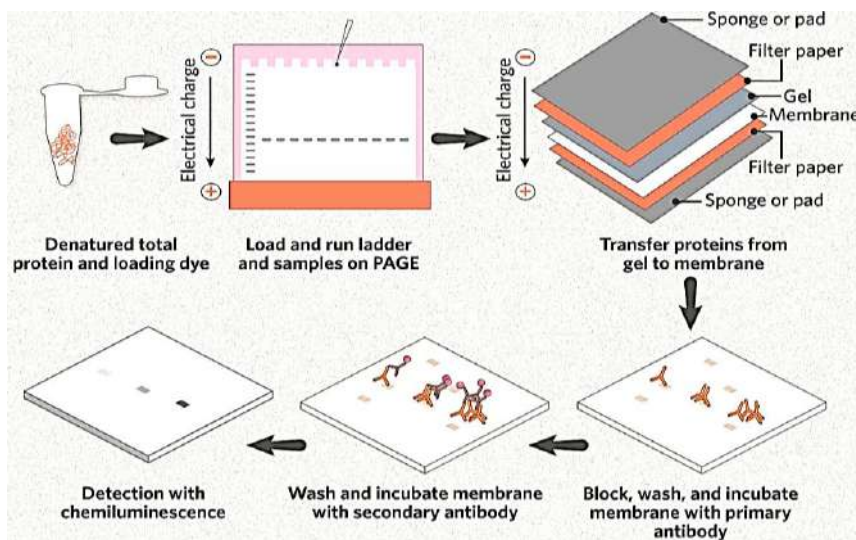 Sponge or pad
Filter paper
Gel
Membrane
Filter paper
Sponge or pad
Electrical charge
Electrical charge
Denatured total
protein and loading dye
Load and run ladder
and samples on PAGE
Transfer proteins from
gel to membrane
Detection with
chemiluminescence
Wash and incubate membrane
with secondary antibody
Block, wash, and incubate
membrane with primary
antibody